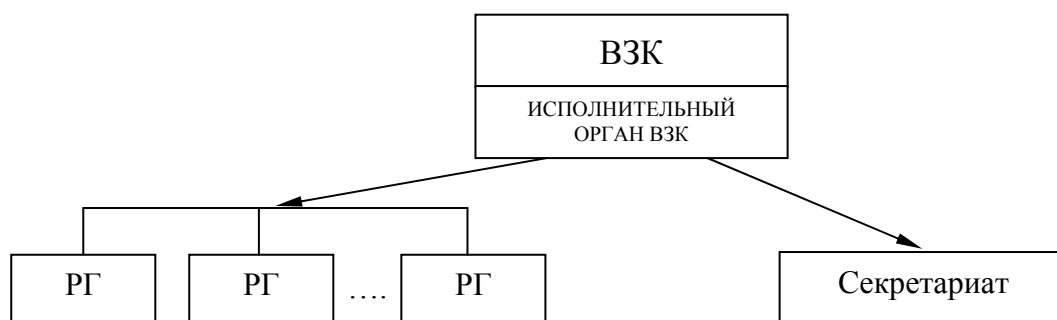 ВЗК
ИСПОЛНИТЕЛЬНЫЙ
ОРГАН ВЗК
РГ РГ .... РГ Секретариат